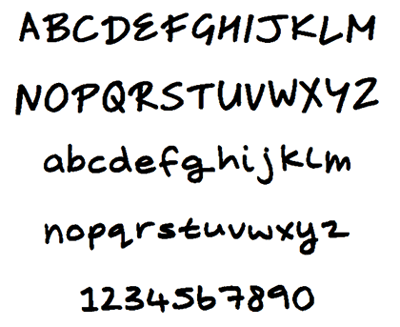 ABCDEFGHIJKLM
NOPQRSTUVWXYZ
abcdefghijklm
nopqrstuvwxyz
1234567890